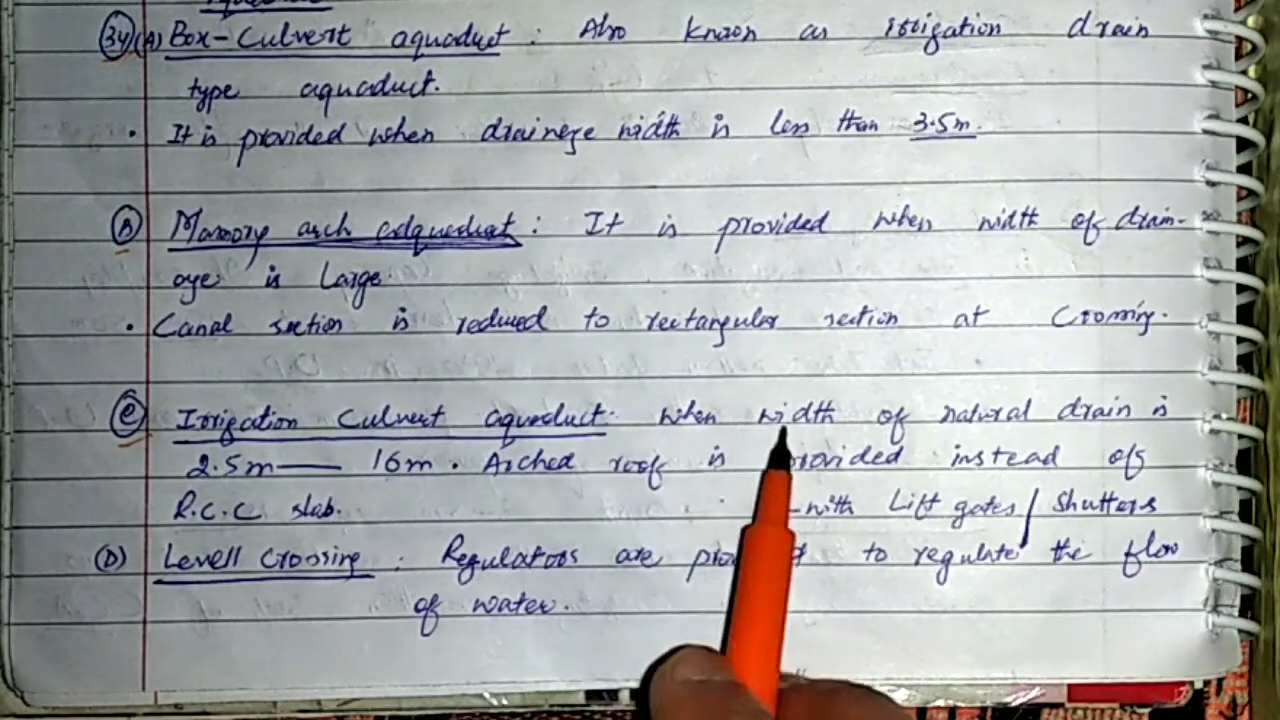 (34)(A) Box-Culvert aquaduct : Also known as irrigation drain
type aquaduct.
• It is provided when drainege width is less than 3.5m.
(B) Masonry arch adqueduct : It is provided when width of drain-
age is Large
• Canal section is reduced to rectangular section at Crossing.
(C) Irrigation Culvert aquaduct. When width of natural drain is
2.5m — 16m. Arched roof is provided instead of
R.C.C slab.
with Lift gates / Shutters
(D) Levell Crossing : Regulators are to regulate the flow
of water.